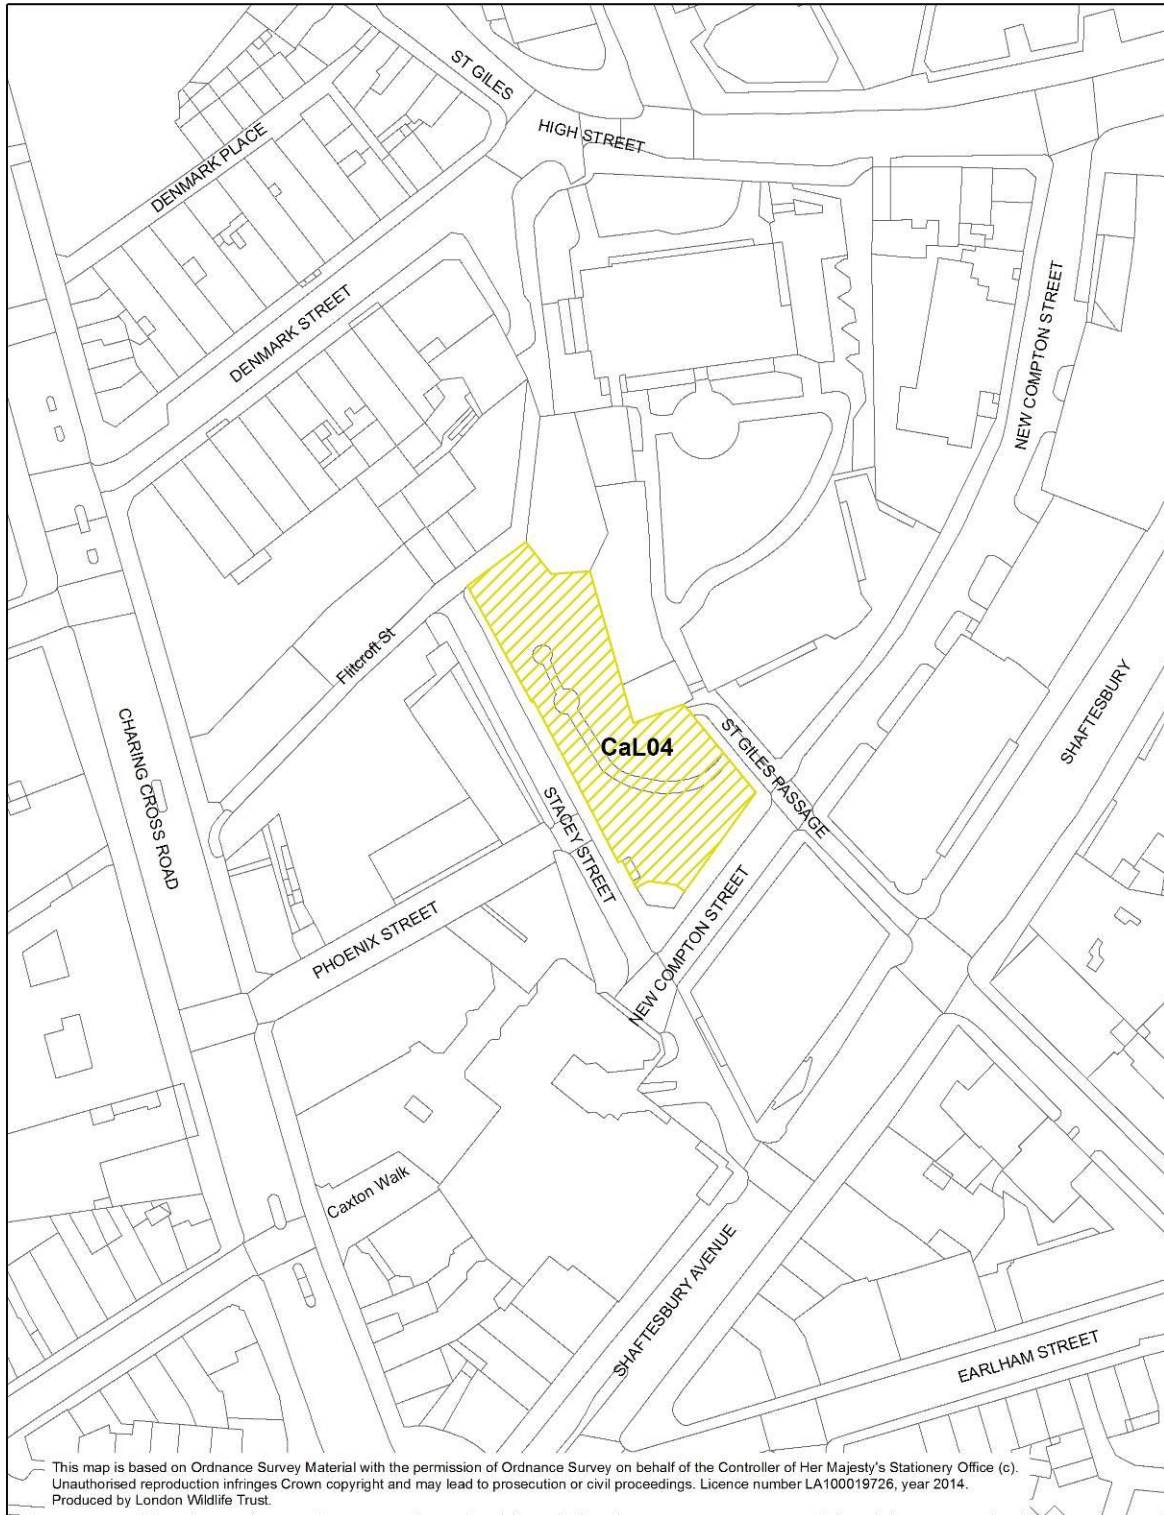 ST GILES
HIGH STREET
DENMARK PLACE
DENMARK STREET
NEW COMPTON STREET
Flitcroft St
CHARING CROSS ROAD
CaL04
ST GILES PASSAGE
SHAFTESBURY
STACEY STREET
PHOENIX STREET
NEW COMPTON STREET
Caxton Walk
SHAFTESBURY AVENUE
EARLHAM STREET
This map is based on Ordnance Survey Material with the permission of Ordnance Survey on behalf of the Controller of Her Majesty's Stationery Office (c).
Unauthorised reproduction infringes Crown copyright and may lead to prosecution or civil proceedings. Licence number LA100019726, year 2014.
Produced by London Wildlife Trust.